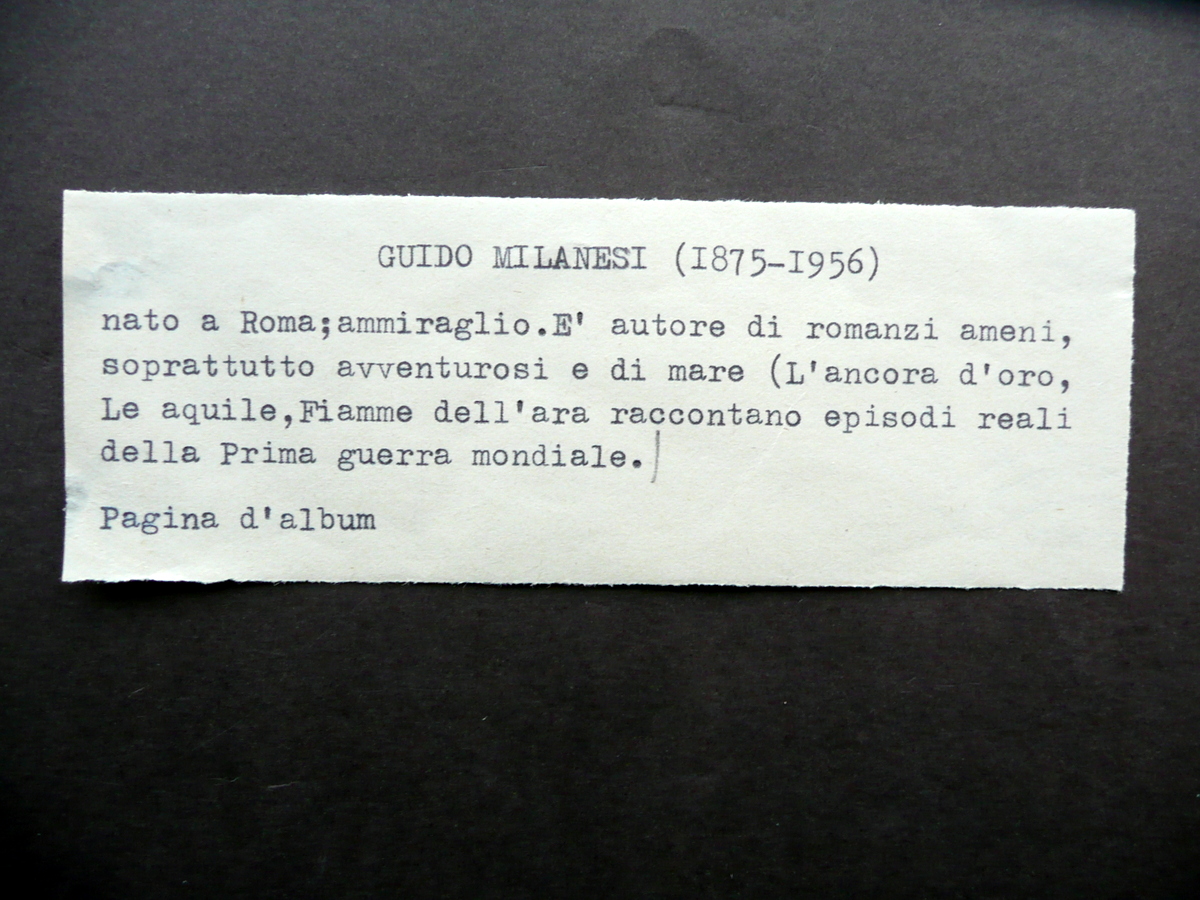 GUIDO MILANESI (I875-I956)
nato a Roma;ammiraglio.E' autore di romanzi ameni,
soprattutto avventurosi e di mare (L'ancora d'oro,
Le aquile,Fiamme dell'ara raccontano episodi reali
della Prima guerra mondiale.)
Pagina d'album